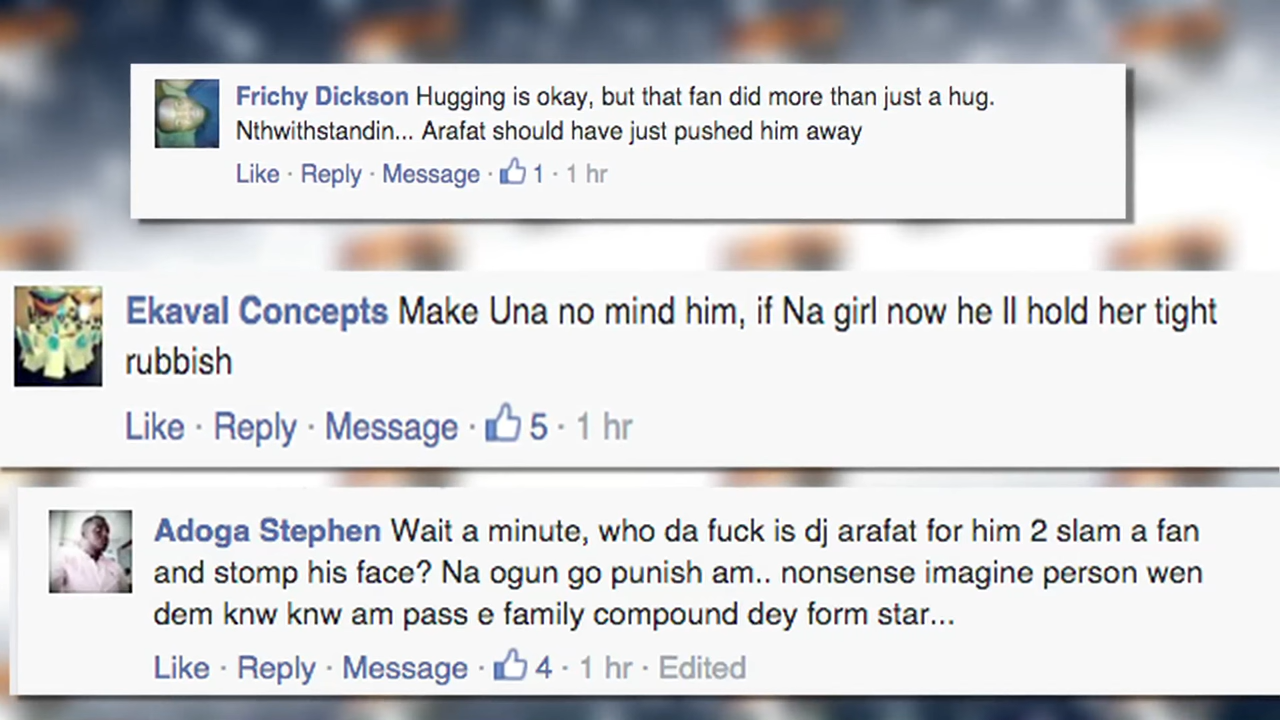 Frichy Dickson Hugging is okay, but that fan did more than just a hug.
Nthwithstandin... Arafat should have just pushed him away
Like · Reply · Message · 1 · 1 hr
Ekaval Concepts Make Una no mind him, if Na girl now he ll hold her tight
rubbish
Like · Reply · Message · 5 · 1 hr
Adoga Stephen Wait a minute, who da fuck is dj arafat for him 2 slam a fan
and stomp his face? Na ogun go punish am.. nonsense imagine person wen
dem knw knw am pass e family compound dey form star...
Like · Reply · Message · 4 · 1 hr · Edited